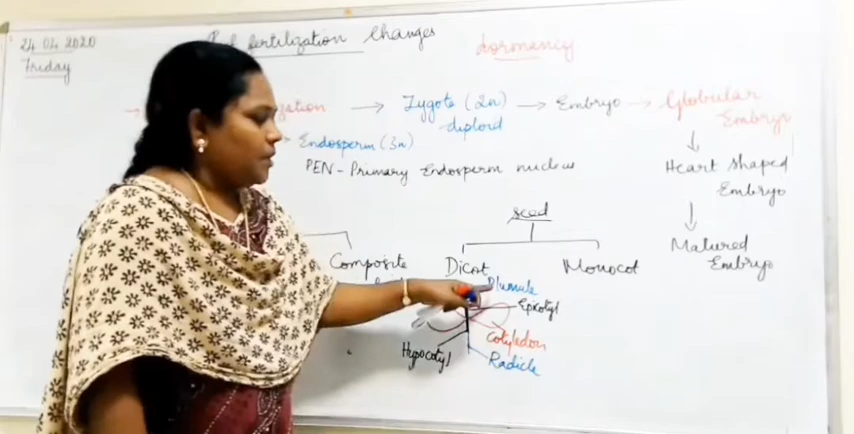 24.04.2020
Friday
fertilization changes
Dormancy
Zygote (2n)
diploid
Embryo
Globular
Embryo
Endosperm (3n)
PEN - Primary Endosperm nucleus
Heart shaped
Embryo
Matured
Embryo
seed
Composite
Dicot
Monocot
Plumule
Epicotyl
Cotyledon
Hypocotyl
Radicle